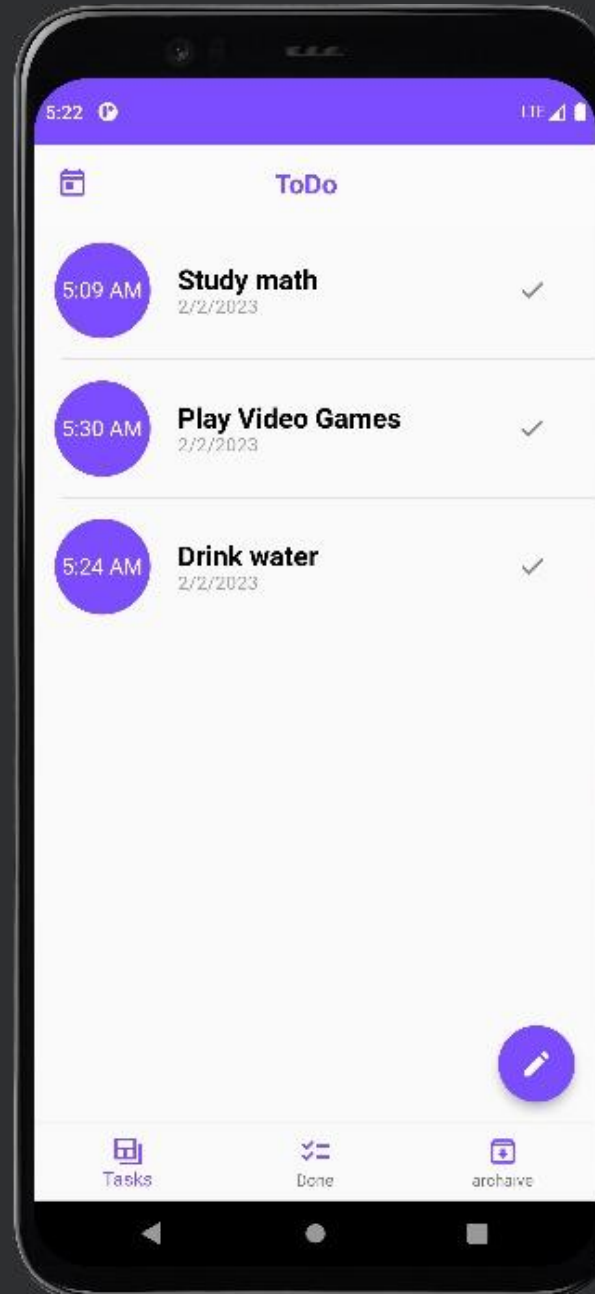 5:22 LTE
ToDo
5:09 AM Study math
2/2/2023
5:30 AM Play Video Games
2/2/2023
5:24 AM Drink water
2/2/2023
Tasks Done archaive